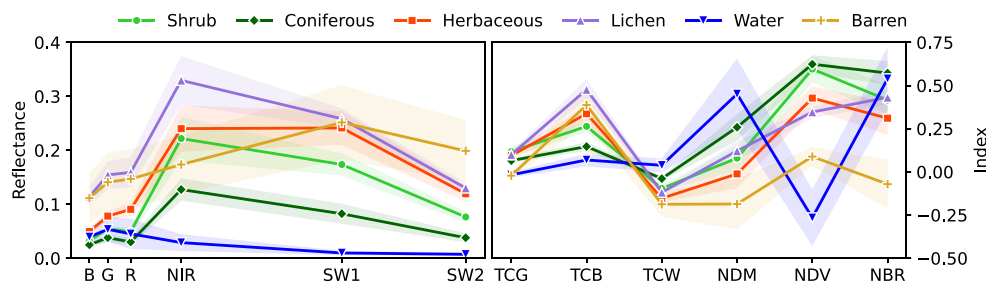 Shrub Coniferous Herbaceous Lichen Water Barren
0.4 0.75
0.3 0.50
0.25
0.2 0.00
0.1 −0.25
0.0 −0.50
Reflectance
Index
B G R NIR SW1 SW2 TCG TCB TCW NDM NDV NBR